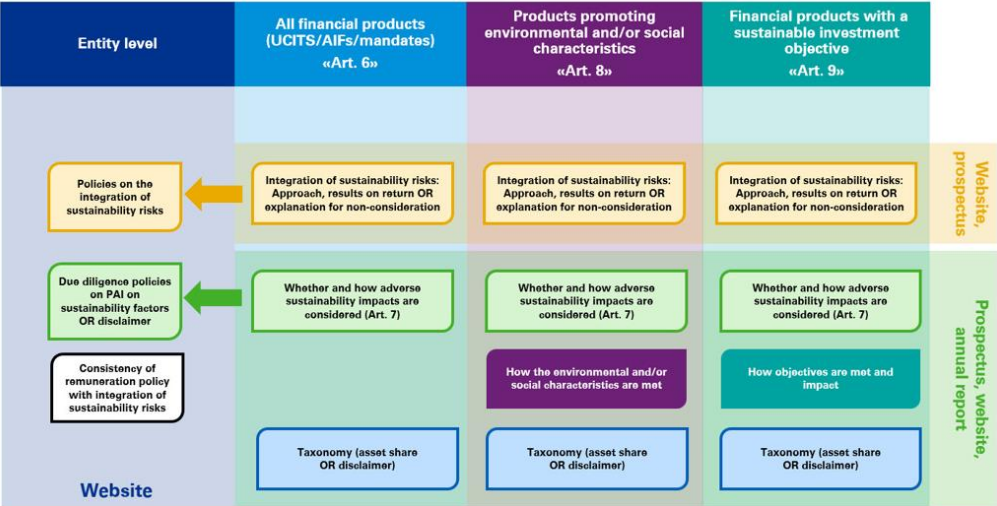 Entity level
All financial products
(UCITS/AIFs/mandates)
«Art. 6»
Products promoting
environmental and/or social
characteristics
«Art. 8»
Financial products with a
sustainable investment
objective
«Art. 9»
Policies on the
integration of
sustainability risks
Integration of sustainability risks:
Approach, results on return OR
explanation for non-consideration
Integration of sustainability risks:
Approach, results on return OR
explanation for non-consideration
Integration of sustainability risks:
Approach, results on return OR
explanation for non-consideration
Website,
prospectus
Due diligence policies
on PAI on
sustainability factors
OR disclaimer
Whether and how adverse
sustainability impacts are
considered (Art. 7)
Whether and how adverse
sustainability impacts are
considered (Art. 7)
Whether and how adverse
sustainability impacts are
considered (Art. 7)
Prospectus, website,
annual report
Consistency of
remuneration policy
with integration of
sustainability risks
How the environmental and/or
social characteristics are met
How objectives are met and
impact
Taxonomy (asset share
OR disclaimer)
Taxonomy (asset share
OR disclaimer)
Taxonomy (asset share
OR disclaimer)
Website